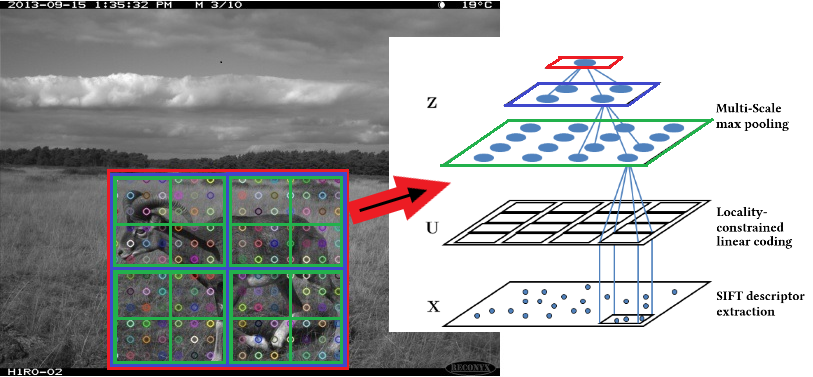 2013-09-15 1:35:32 PM M 3/10 19°C
Z
Multi-Scale
max pooling
U
Locality-
constrained
linear coding
X
SIFT descriptor
extraction
H1RO-02
RECONYX